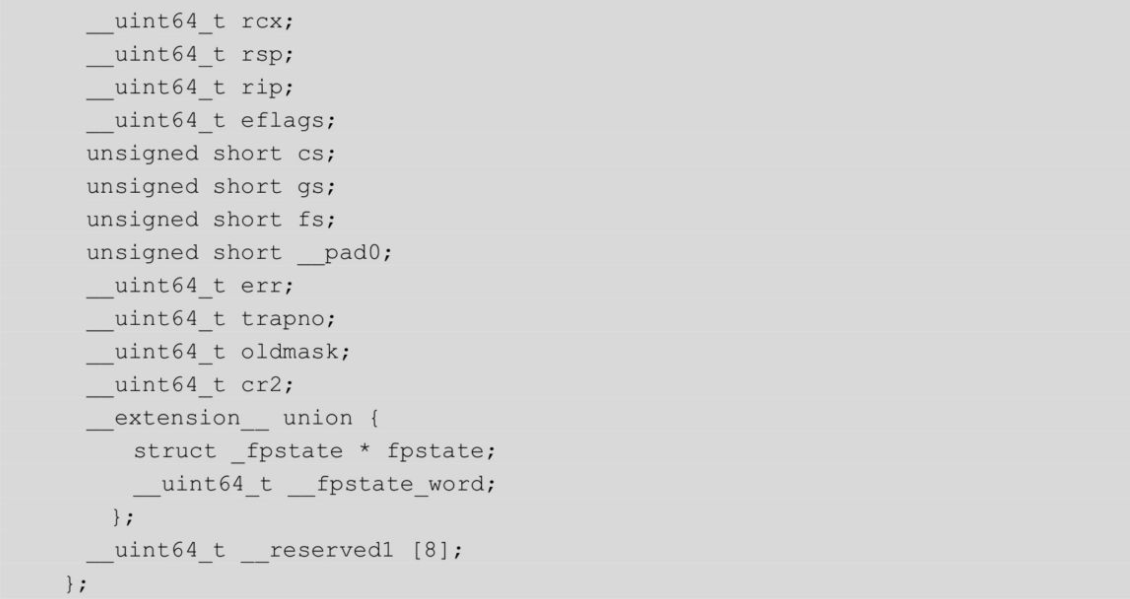 __uint64_t rcx;
__uint64_t rsp;
__uint64_t rip;
__uint64_t eflags;
unsigned short cs;
unsigned short gs;
unsigned short fs;
unsigned short __pad0;
__uint64_t err;
__uint64_t trapno;
__uint64_t oldmask;
__uint64_t cr2;
__extension__ union {
struct _fpstate * fpstate;
__uint64_t __fpstate_word;
};
__uint64_t __reserved1 [8];
};